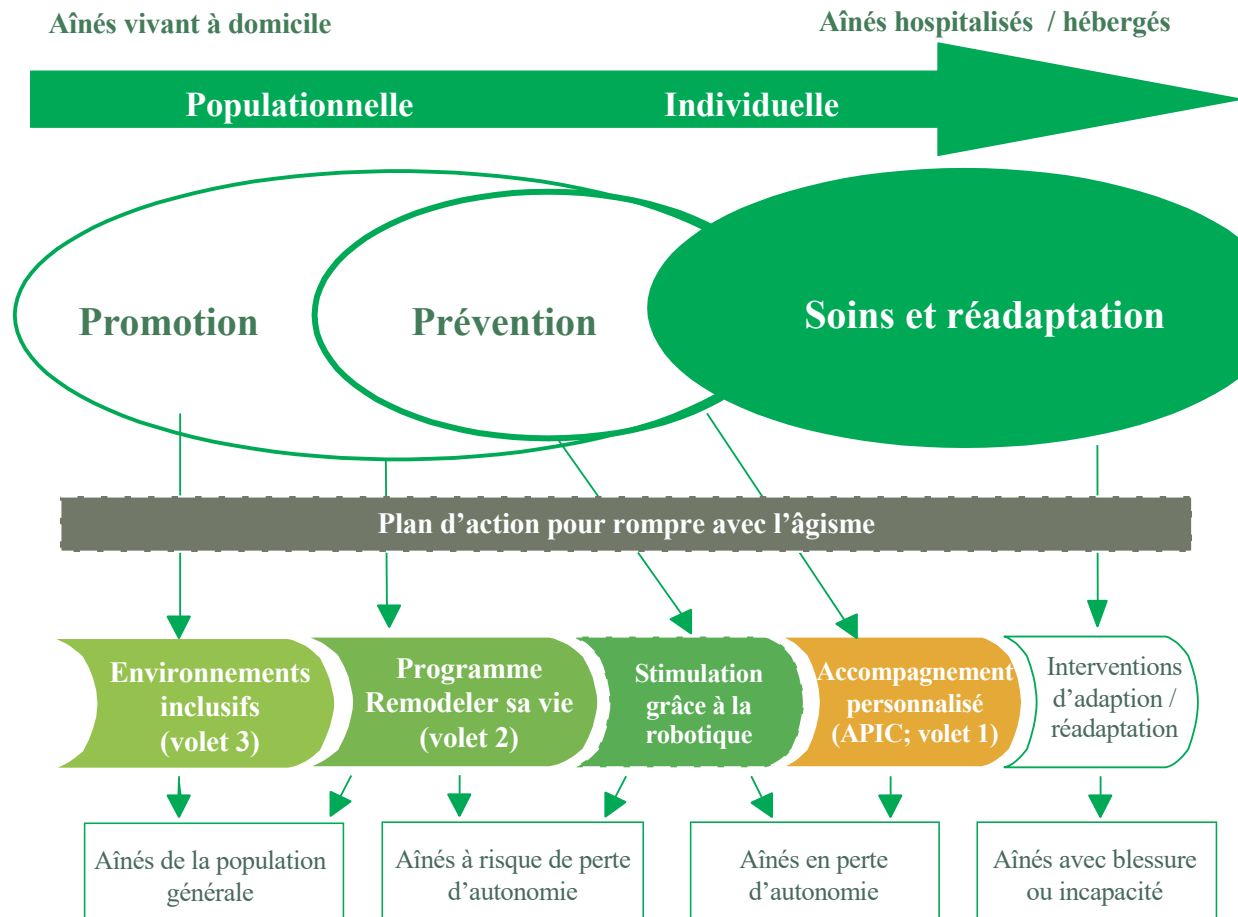 Aînés vivant à domicile
Aînés hospitalisés / hébergés
Populationnelle
Individuelle
Promotion
Prévention
Soins et réadaptation
Plan d’action pour rompre avec l’âgisme
Environnements
inclusifs
(volet 3)
Programme
Remodeler sa vie
(volet 2)
Stimulation
grâce à la
robotique
Accompagnement
personnalisé
(APIC; volet 1)
Interventions
d’adaption /
réadaptation
Aînés de la population
générale
Aînés à risque de perte
d’autonomie
Aînés en perte
d’autonomie
Aînés avec blessure
ou incapacité